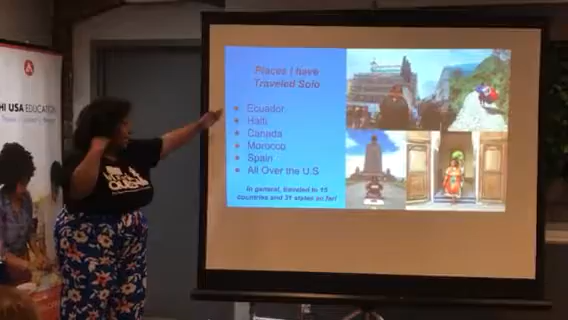 HI USA EDUCATION
Places I have
Traveled Solo
Ecuador
Haiti
Canada
Morocco
Spain
All Over the U.S
In general, traveled to 15
countries and 31 states so far!